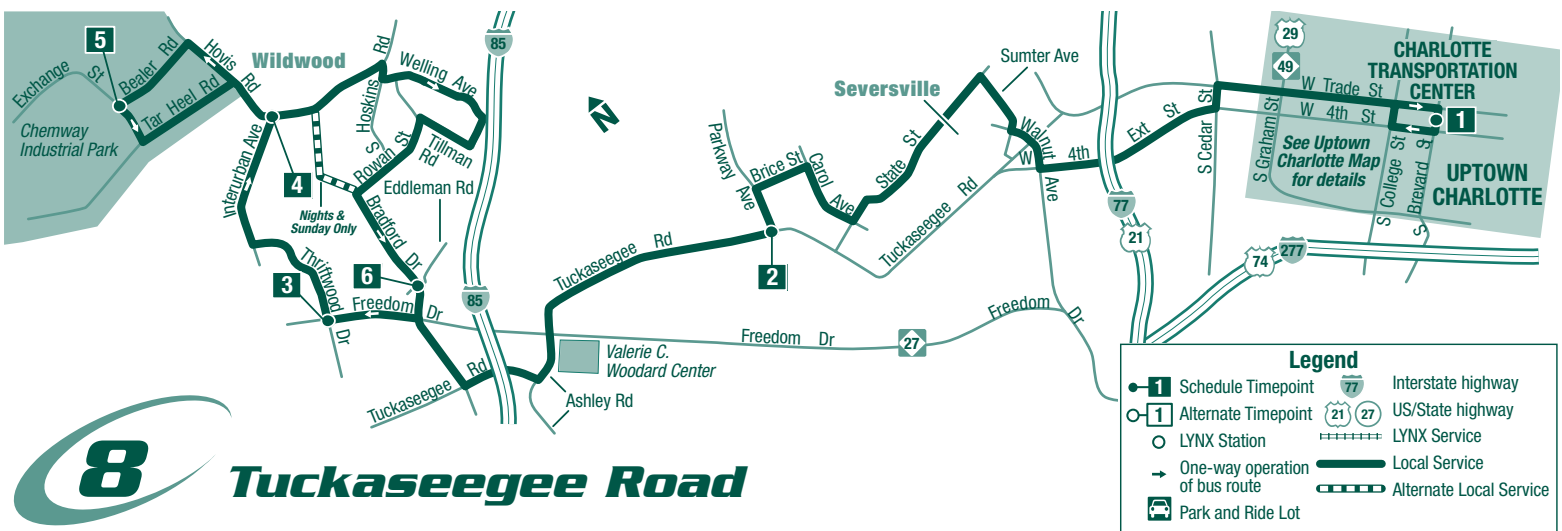 5
Exchange St
Bealer Rd
Hovis Rd
Tar Heel Rd
Chemway
Industrial Park
Wildwood
Hoskins Rd
S
Welling Ave
Tillman Rd
Rowan St
Interurban Ave
4
Nights &
Sunday Only
Eddleman Rd
Bradford Dr
6
Thriftwood Dr
3
Freedom Dr
85
85
Tuckaseegee Rd
Ashley Rd
Valerie C.
Woodard Center
N
Tuckaseegee Rd
Parkway Ave
Brice St
Carol Ave
2
State St
Seversville
Sumter Ave
Tuckaseegee Rd
Walnut Ave
W 4th Ext St
Freedom Dr
27
Freedom Dr
77
21
S Cedar St
74
277
29
49
W Trade St
W 4th St
S Graham St
S College St
S Brevard St
See Uptown
Charlotte Map
for details
CHARLOTTE
TRANSPORTATION
CENTER
1
UPTOWN
CHARLOTTE
8 Tuckaseegee Road
Legend
1 Schedule Timepoint
1 Alternate Timepoint
LYNX Station
One-way operation
of bus route
Park and Ride Lot
77 Interstate highway
21 27 US/State highway
LYNX Service
Local Service
Alternate Local Service